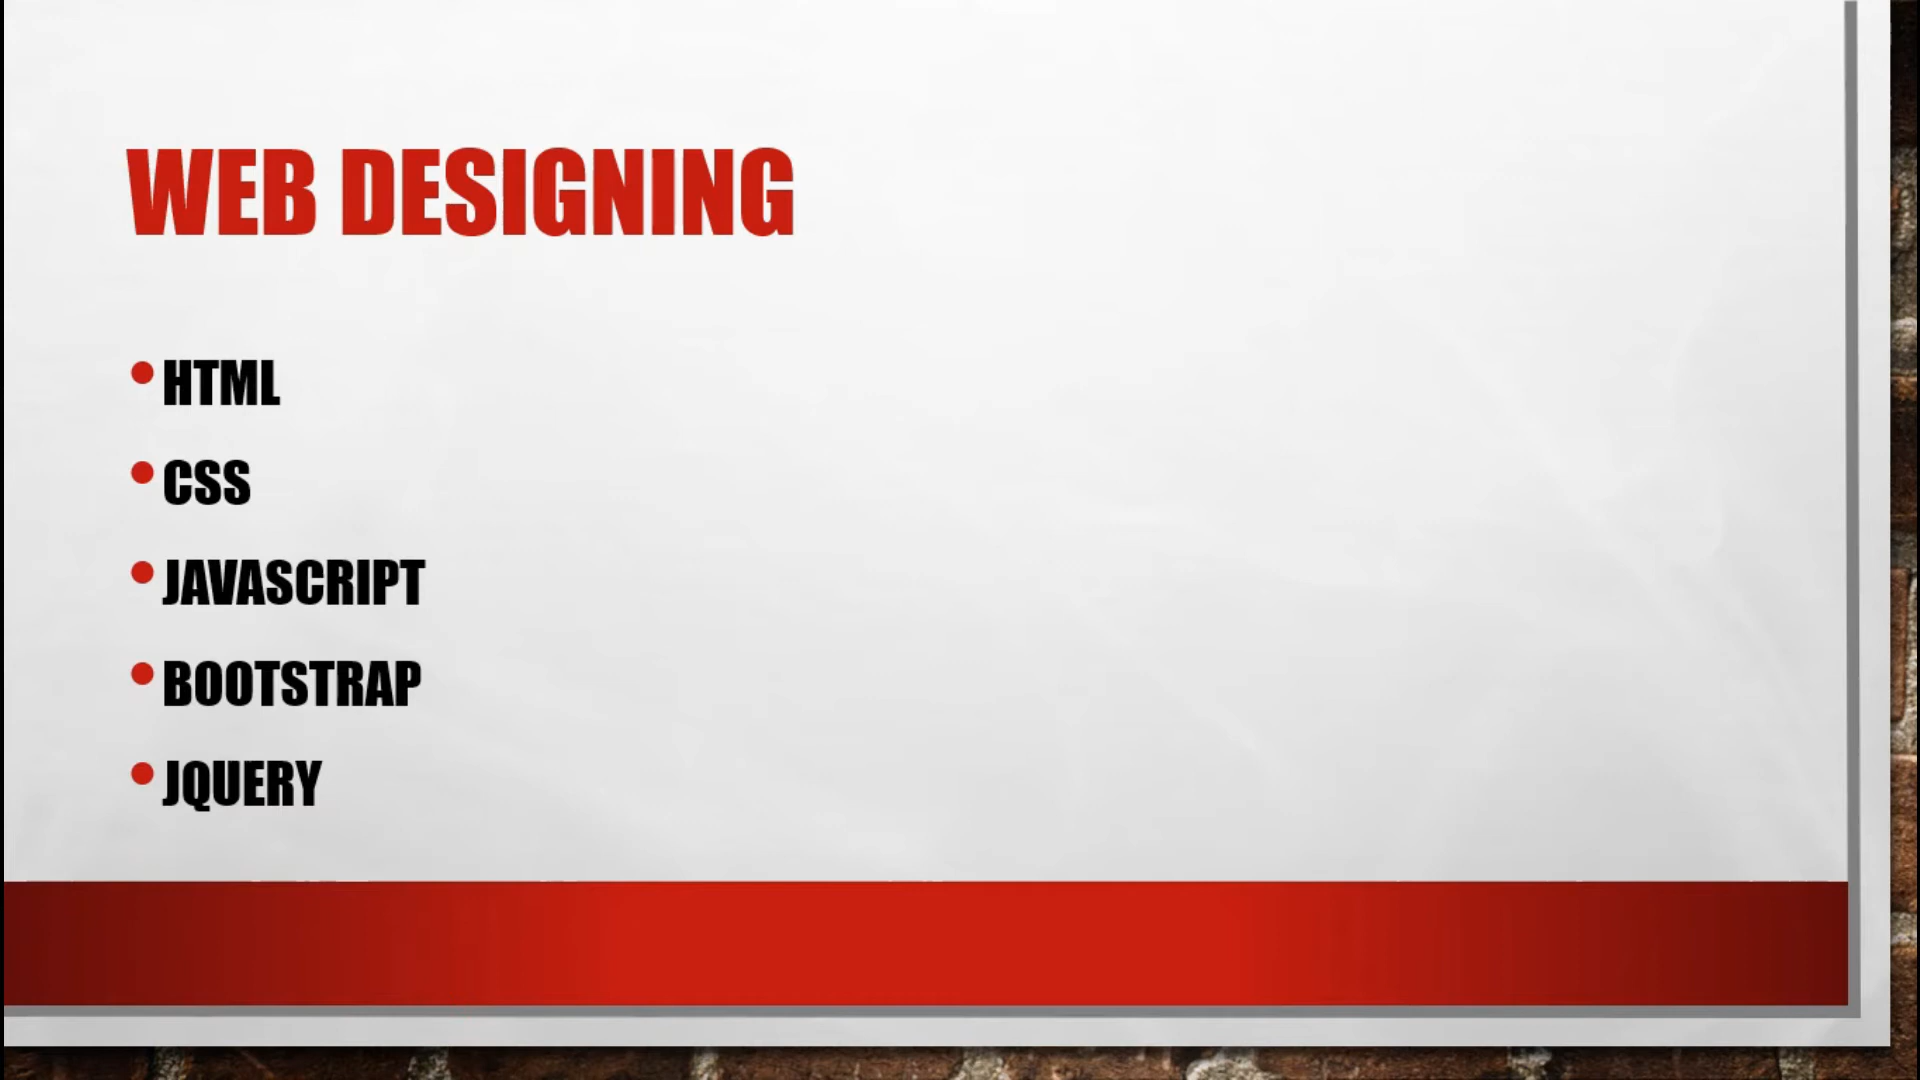 WEB DESIGNING
• HTML
• CSS
• JAVASCRIPT
• BOOTSTRAP
• JQUERY